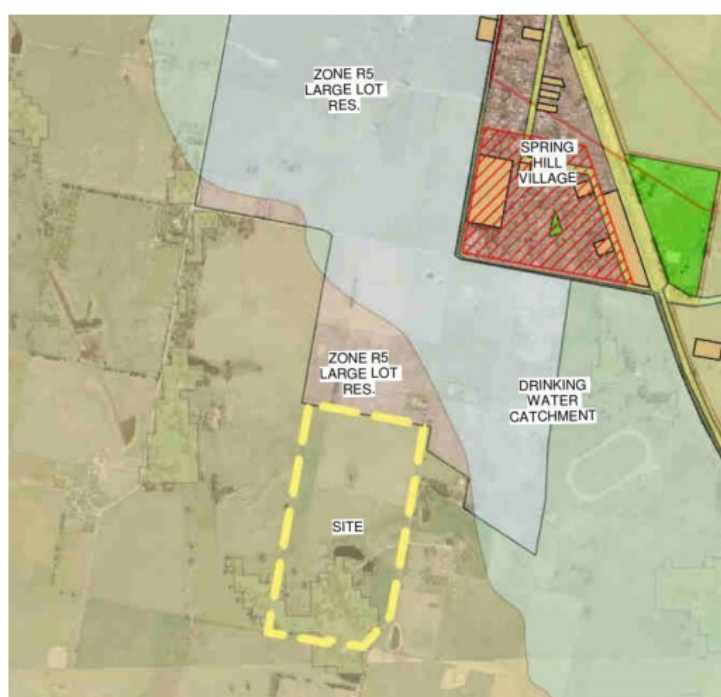 ZONE R5
LARGE LOT
RES.
SPRING
HILL
VILLAGE
ZONE R5
LARGE LOT
RES.
DRINKING
WATER
CATCHMENT
SITE